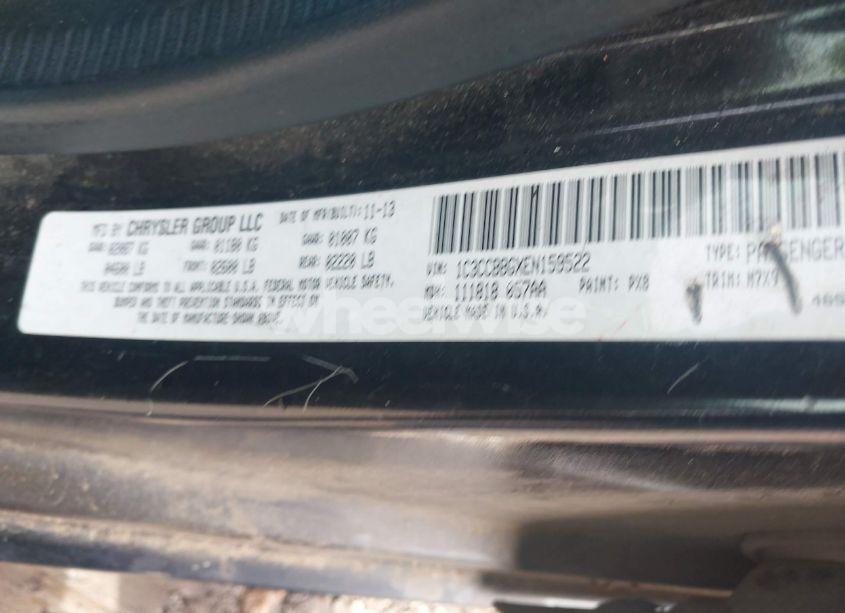 MFD BY CHRYSLER GROUP LLC DATE OF MFR(BUILT): 11-13
GVWR: 02087 KG GAWR: 01180 KG GAWR: 01007 KG
04600 LB FRONT: 02600 LB REAR: 02220 LB
THIS VEHICLE CONFORMS TO ALL APPLICABLE U.S.A. FEDERAL MOTOR VEHICLE SAFETY,
BUMPER AND THEFT PREVENTION STANDARDS IN EFFECT ON
THE DATE OF MANUFACTURE SHOWN ABOVE.
VIN: 1C3CCBBGXEN159522 TYPE: PASSENGER
MDH: 111818 057AA PAINT: PX8 TRIM: M7X9
VEHICLE MADE IN U.S.A.
465